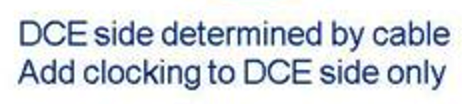 DCE side determined by cable
Add clocking to DCE side only